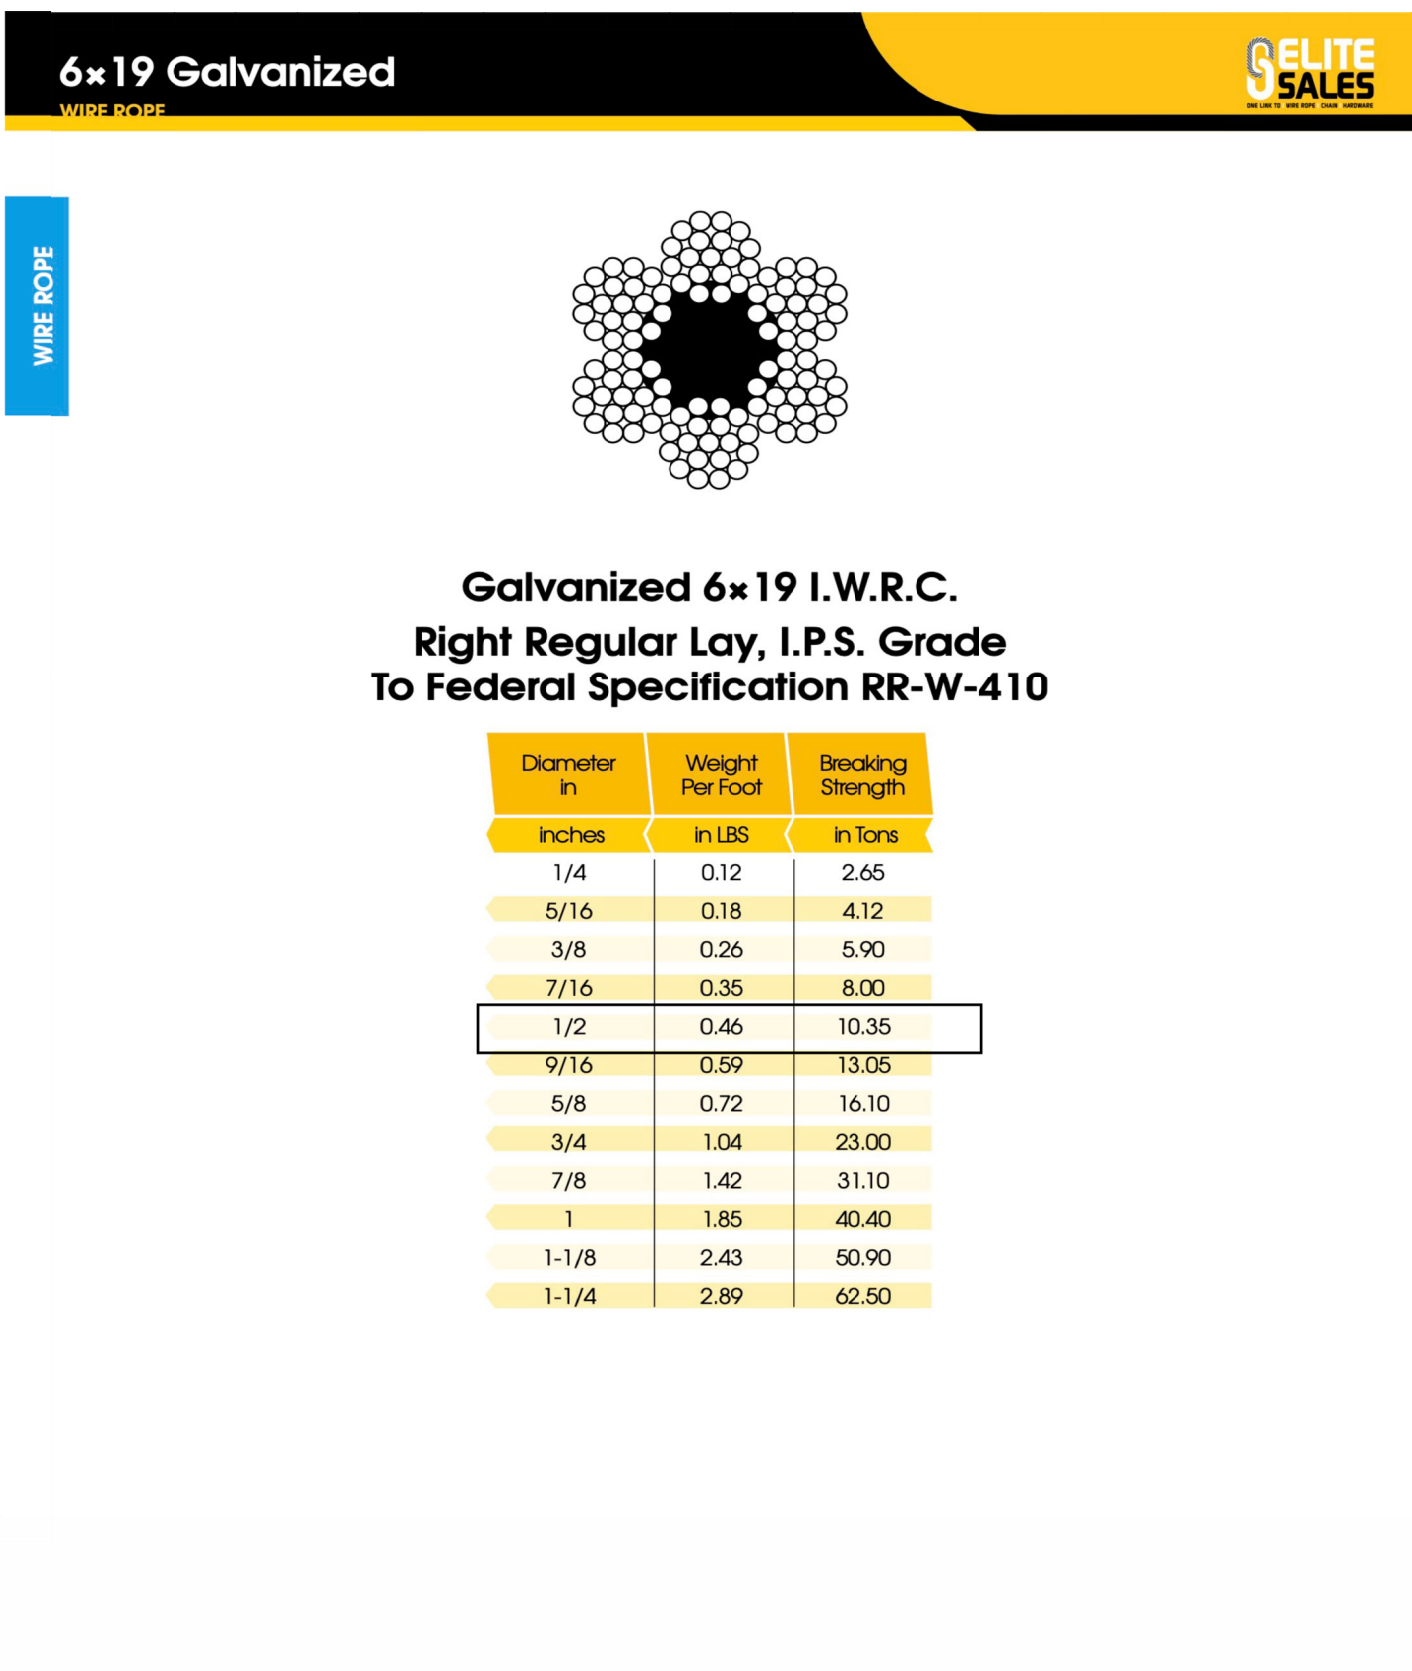 6×19 Galvanized
WIRE ROPE
ELITE
SALES
ONE LINK TO WIRE ROPE CHAIN HARDWARE
WIRE ROPE
Galvanized 6×19 I.W.R.C.
Right Regular Lay, I.P.S. Grade
To Federal Specification RR-W-410
Diameter in Weight Per Foot Breaking Strength
inches in LBS in Tons
1/4 0.12 2.65
5/16 0.18 4.12
3/8 0.26 5.90
7/16 0.35 8.00
1/2 0.46 10.35
9/16 0.59 13.05
5/8 0.72 16.10
3/4 1.04 23.00
7/8 1.42 31.10
1 1.85 40.40
1-1/8 2.43 50.90
1-1/4 2.89 62.50